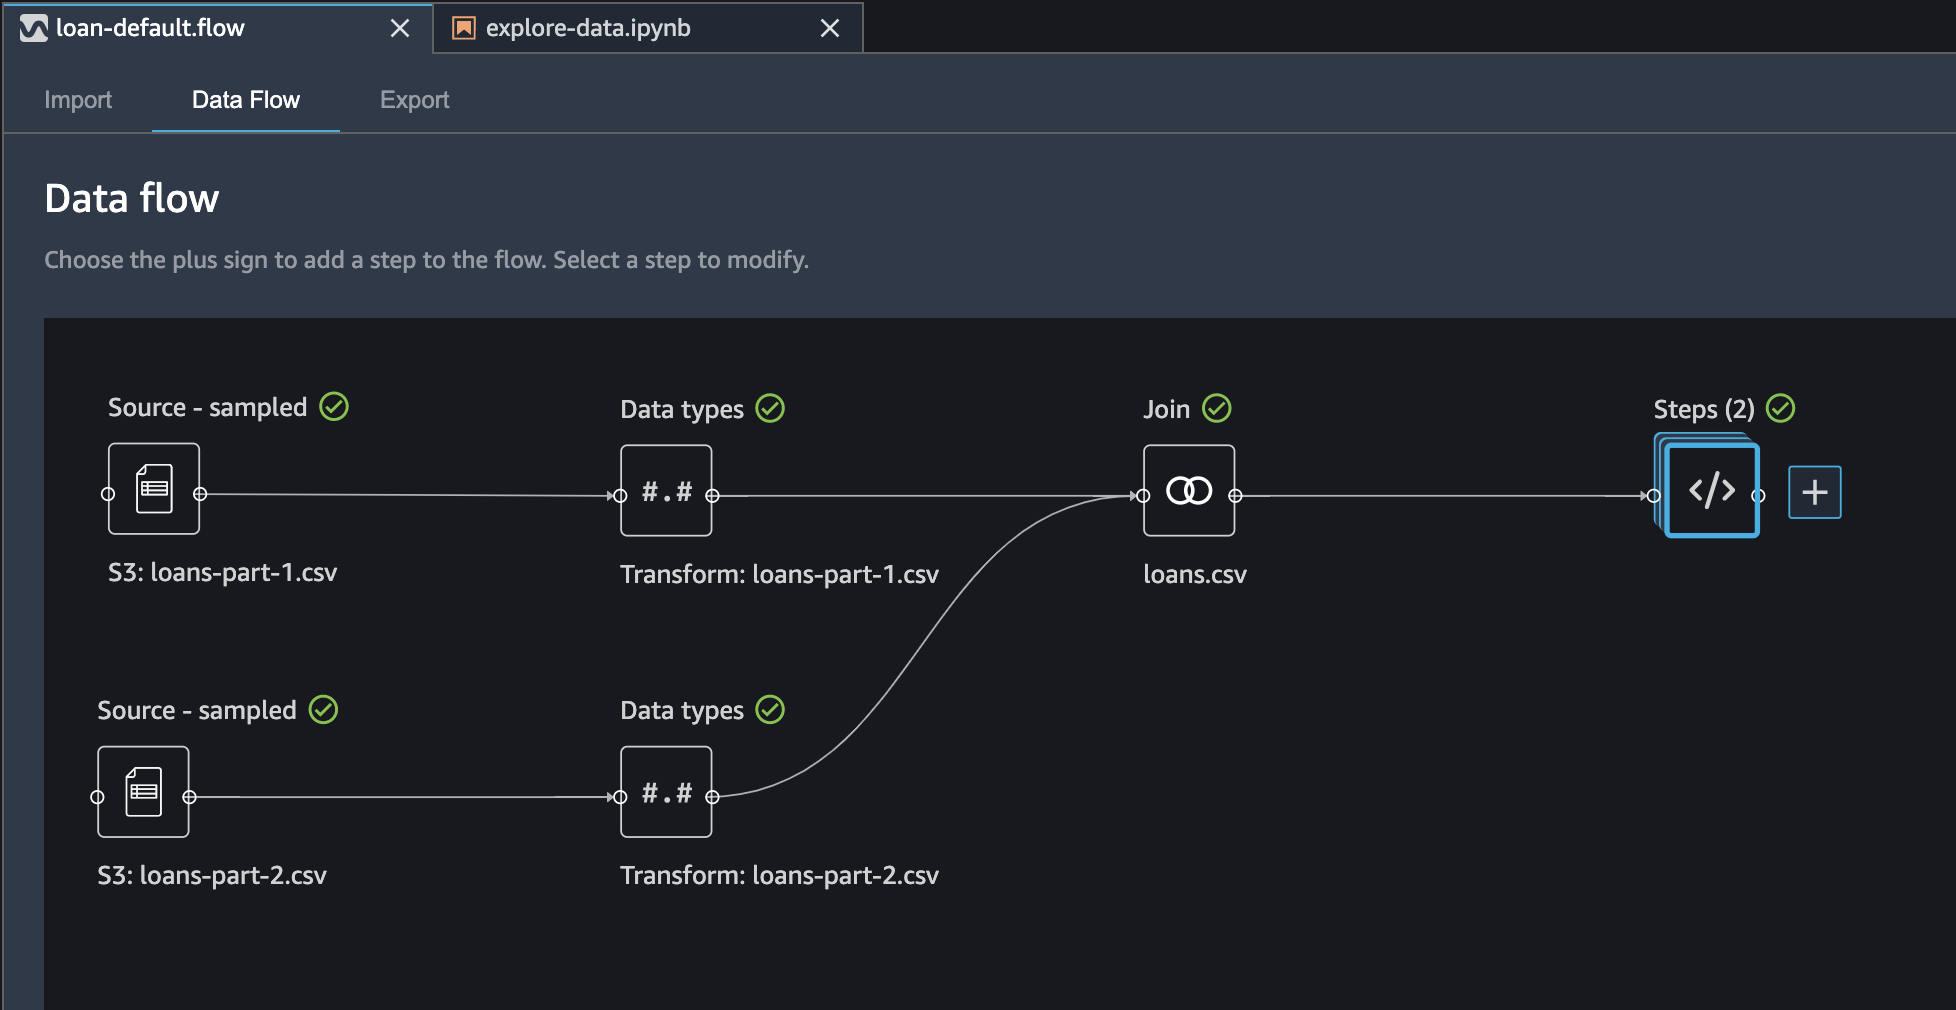 loan-default.flow
explore-data.ipynb
Import
Data Flow
Export
Data flow
Choose the plus sign to add a step to the flow. Select a step to modify.
Source - sampled
Data types
Join
Steps (2)
#.#
</>
S3: loans-part-1.csv
Transform: loans-part-1.csv
loans.csv
Source - sampled
Data types
#.#
S3: loans-part-2.csv
Transform: loans-part-2.csv